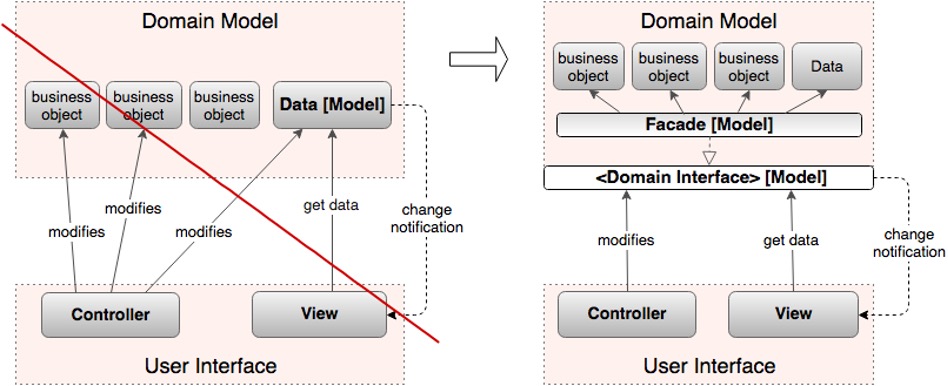 Domain Model
business
object
business
object
business
object
Data [Model]
modifies
modifies
modifies
get data
change
notification
Controller
View
User Interface
Domain Model
business
object
business
object
business
object
Data
Facade [Model]
<Domain Interface> [Model]
modifies
get data
change
notification
Controller
View
User Interface